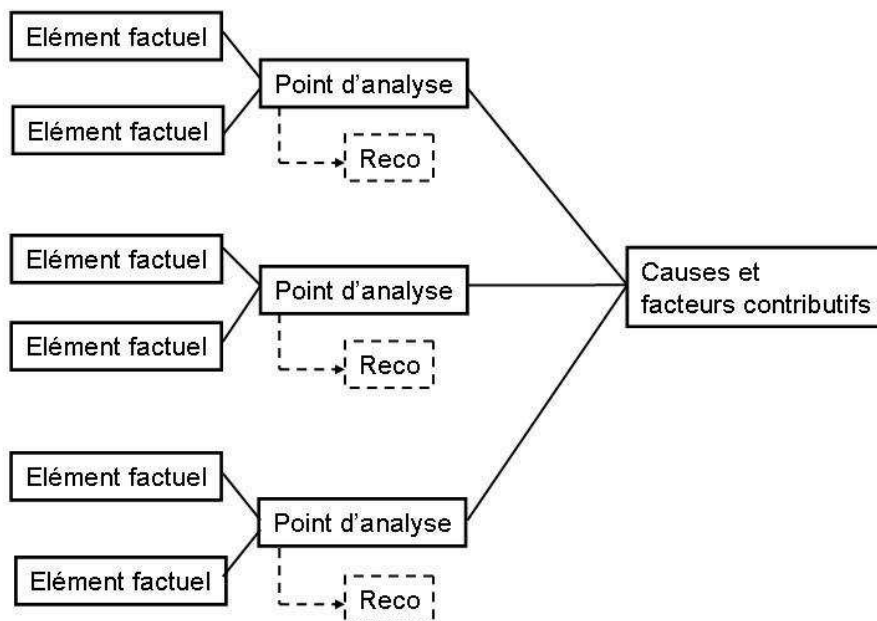 Elément factuel
Elément factuel
Point d’analyse
Reco
Elément factuel
Elément factuel
Point d’analyse
Reco
Elément factuel
Elément factuel
Point d’analyse
Reco
Causes et
facteurs contributifs